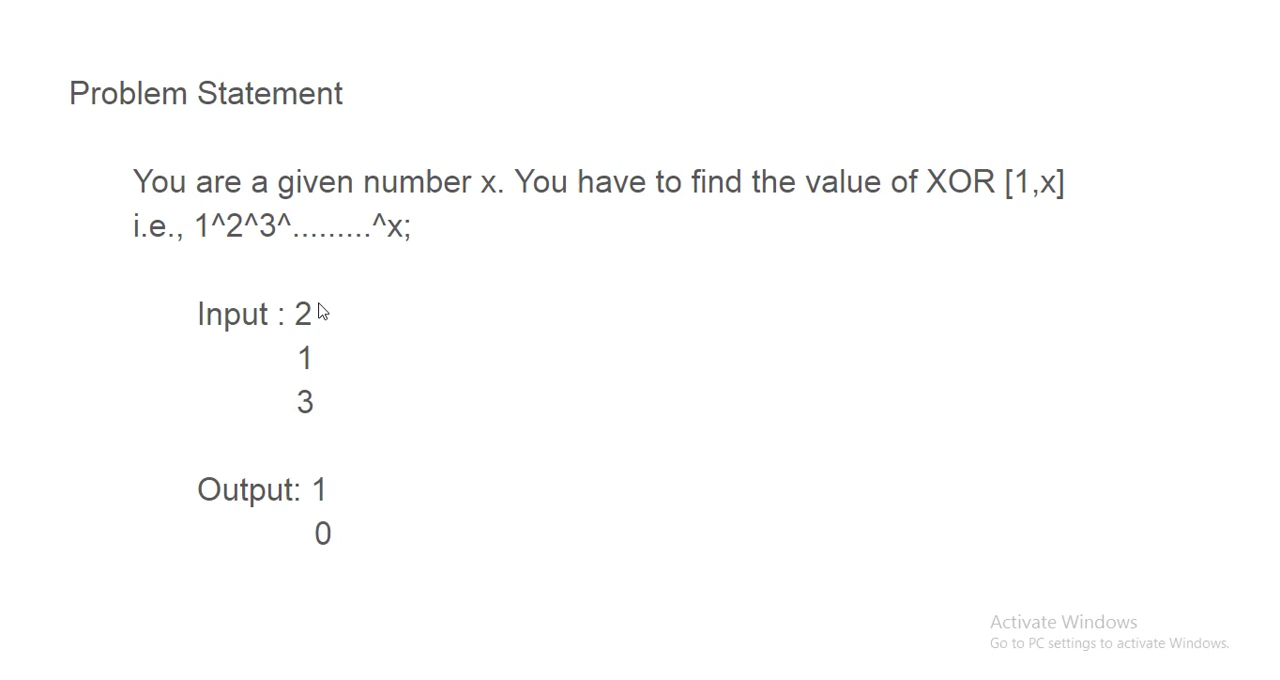 Problem Statement
You are a given number x. You have to find the value of XOR [1,x]
i.e., 1^2^3^.........^x;
Input : 2
1
3
Output: 1
0
Activate Windows
Go to PC settings to activate Windows.